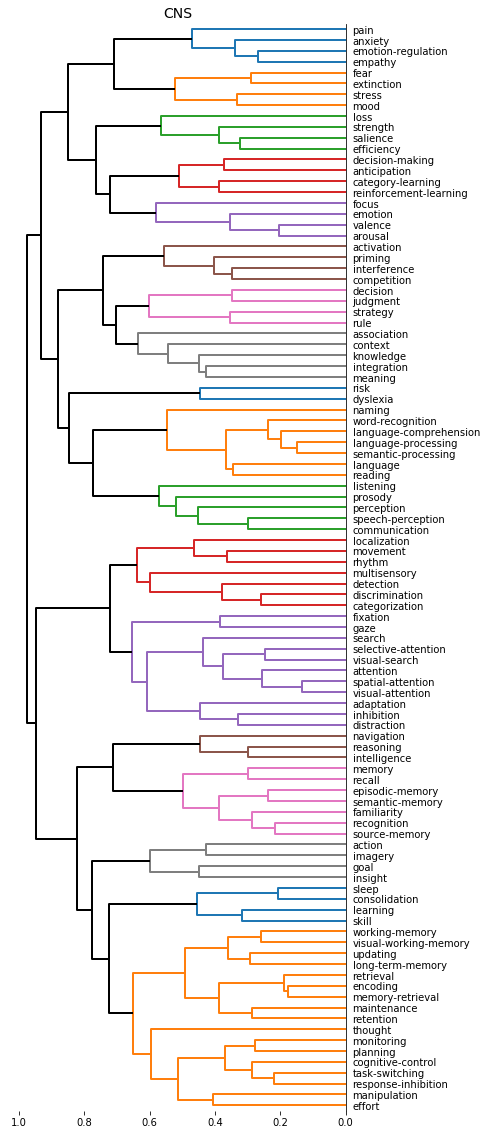 CNS
pain
anxiety
emotion-regulation
empathy
fear
extinction
stress
mood
loss
strength
salience
efficiency
decision-making
anticipation
category-learning
reinforcement-learning
focus
emotion
valence
arousal
activation
priming
interference
competition
decision
judgment
strategy
rule
association
context
knowledge
integration
meaning
risk
dyslexia
naming
word-recognition
language-comprehension
language-processing
semantic-processing
language
reading
listening
prosody
perception
speech-perception
communication
localization
movement
rhythm
multisensory
detection
discrimination
categorization
fixation
gaze
search
selective-attention
visual-search
attention
spatial-attention
visual-attention
adaptation
inhibition
distraction
navigation
reasoning
intelligence
memory
recall
episodic-memory
semantic-memory
familiarity
recognition
source-memory
action
imagery
goal
insight
sleep
consolidation
learning
skill
working-memory
visual-working-memory
updating
long-term-memory
retrieval
encoding
memory-retrieval
maintenance
retention
thought
monitoring
planning
cognitive-control
task-switching
response-inhibition
manipulation
effort
1.0 0.8 0.6 0.4 0.2 0.0